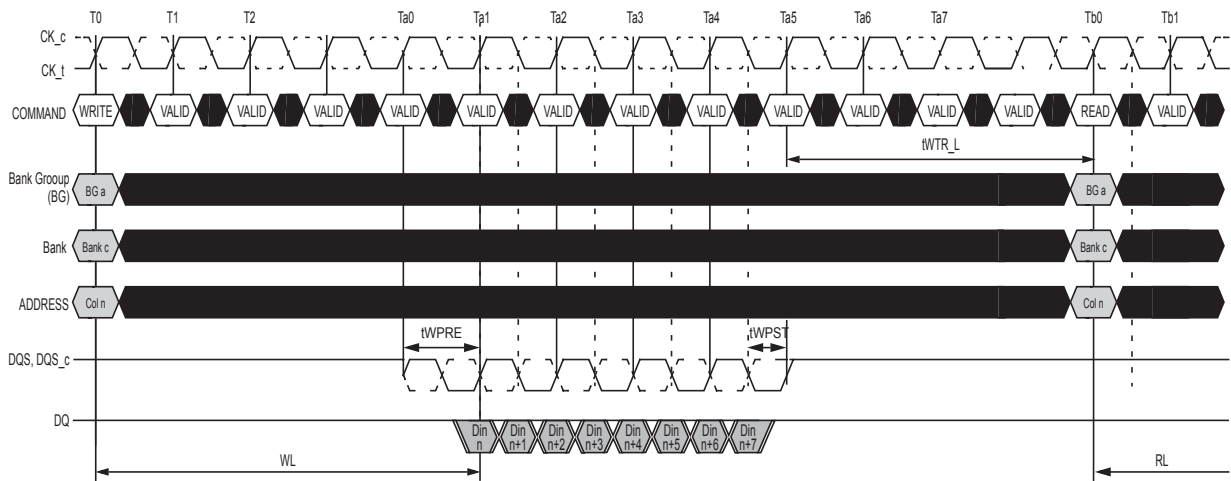 T0 T1 T2 Ta0 Ta1 Ta2 Ta3 Ta4 Ta5 Ta6 Ta7 Tb0 Tb1
CK_c
CK_t
COMMAND WRITE VALID VALID VALID VALID VALID VALID VALID VALID VALID VALID VALID VALID READ VALID
tWTR_L
Bank Grooup
(BG) BG a BG a
Bank Bank c Bank c
ADDRESS Col n Col n
tWPRE tWPST
DQS, DQS_c
DQ Din Din Din Din Din Din Din Din
n n+1 n+2 n+3 n+4 n+5 n+6 n+7
WL RL